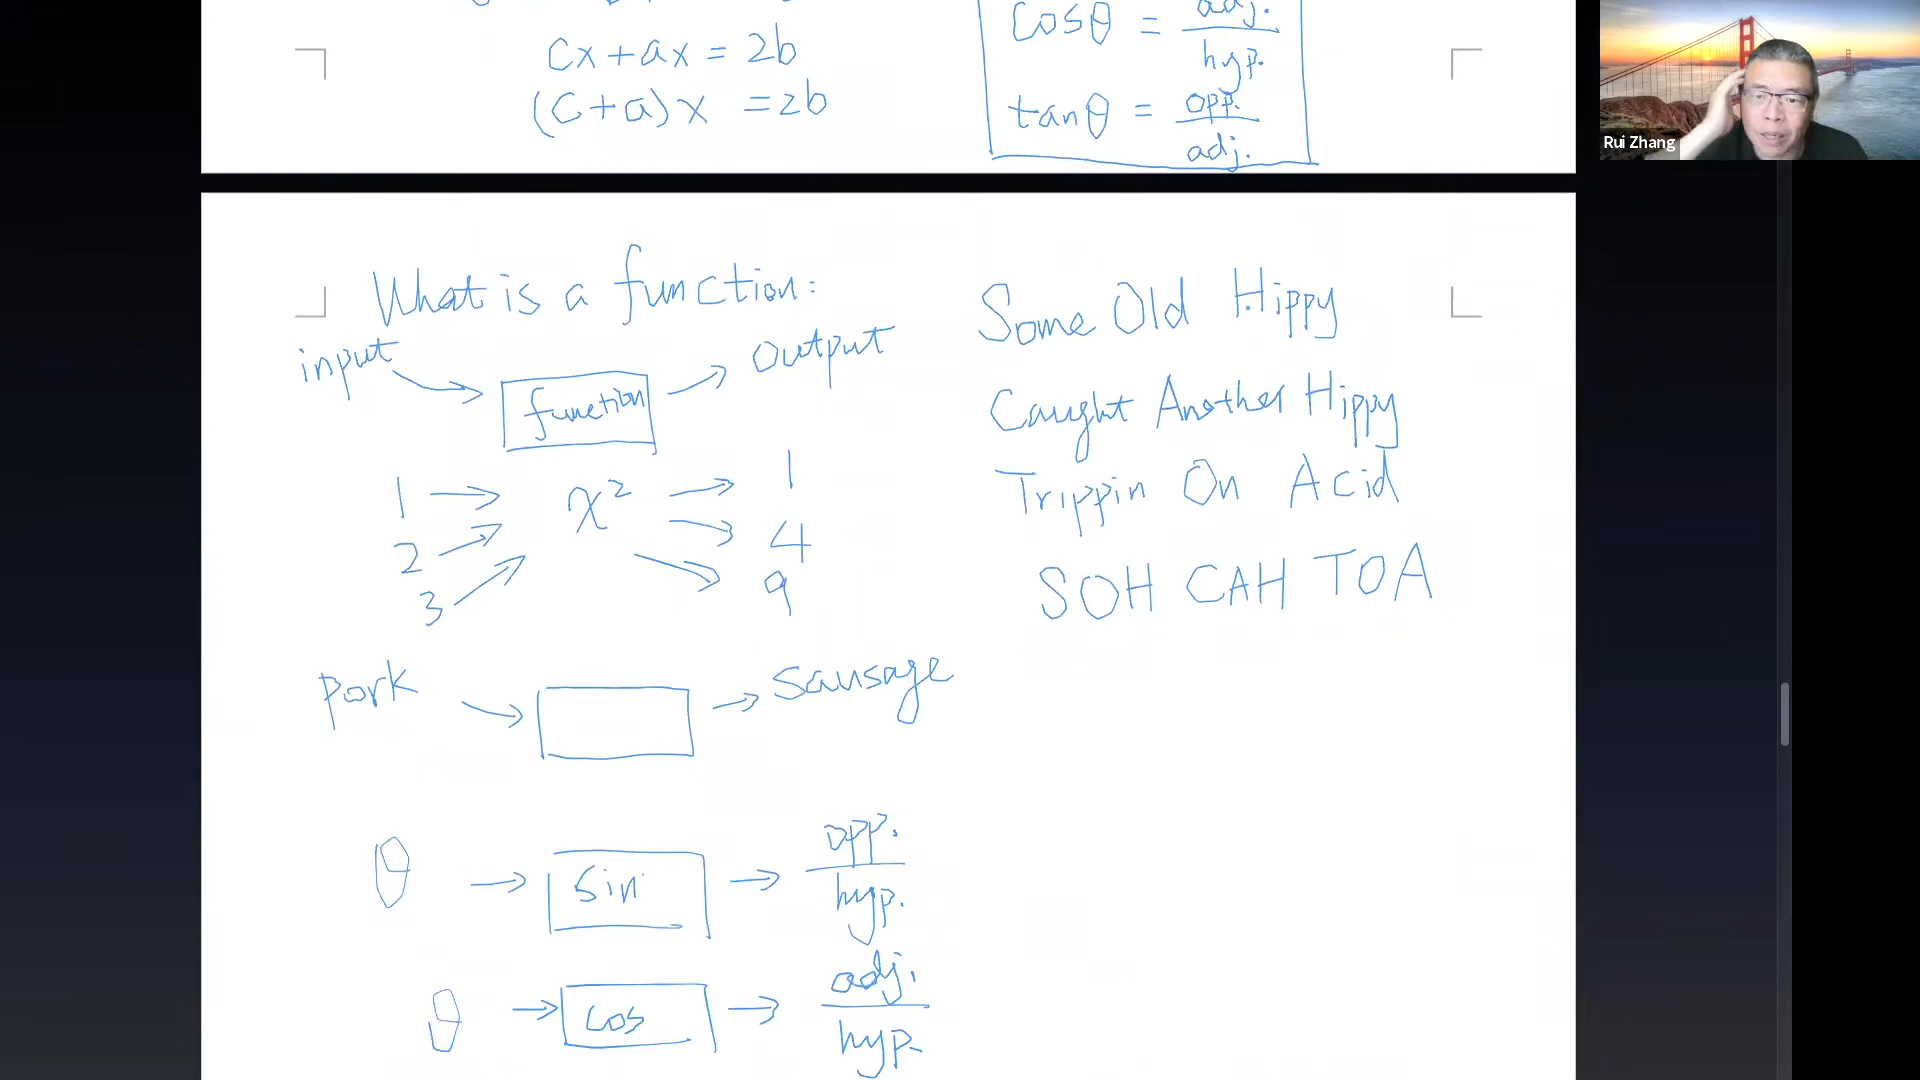 cx + ax = 2b
(c+a)x = 2b
cosθ = adj. / hyp.
tanθ = opp. / adj.
Rui Zhang
What is a function:
input
function
output
1 → x² → 1
2 → 4
3 → 9
Some Old Hippy
Caught Another Hippy
Trippin On Acid
SOH CAH TOA
Pork → → Sausage
θ → sin → opp. / hyp.
θ → cos → adj. / hyp.